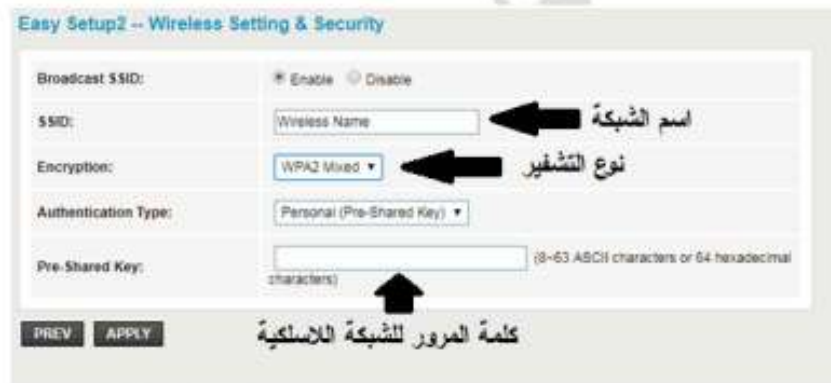 Easy Setup2 -- Wireless Setting & Security
Broadcast SSID: Enable Disable
SSID: Wireless Name اسم الشبكة
Encryption: WPA2 Mixed نوع التشفير
Authentication Type: Personal (Pre-Shared Key)
Pre-Shared Key: (8~63 ASCII characters or 64 hexadecimal
characters)
PREV APPLY كلمة المرور للشبكة اللاسلكية